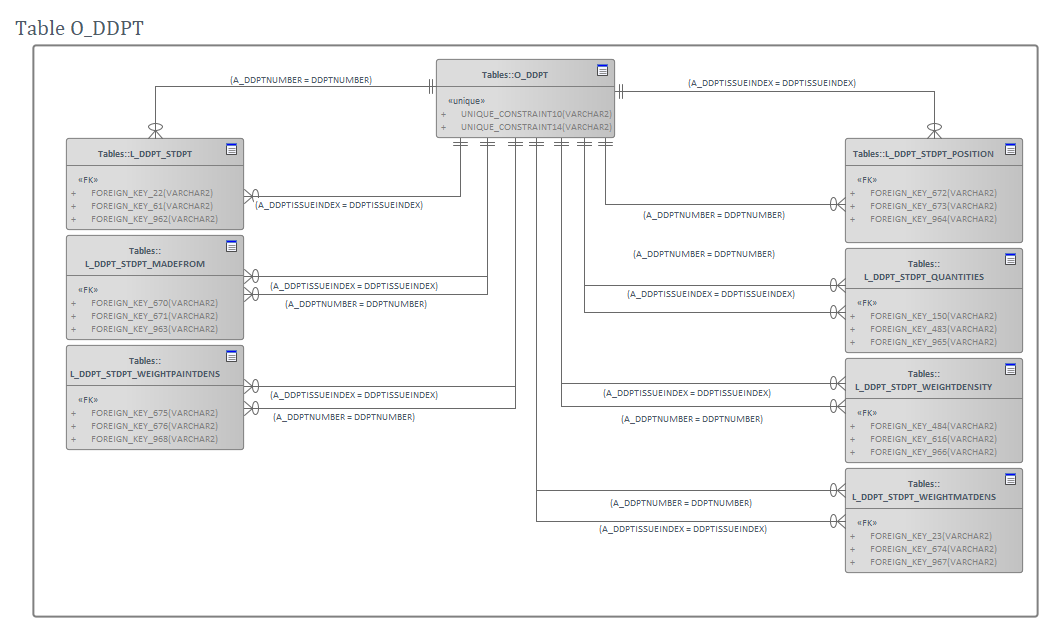 Table O_DDPT
Tables::O_DDPT
«unique»
+ UNIQUE_CONSTRAINT10(VARCHAR2)
+ UNIQUE_CONSTRAINT14(VARCHAR2)
(A_DDPTNUMBER = DDPTNUMBER)
(A_DDPTISSUEINDEX = DDPTISSUEINDEX)
Tables::L_DDPT_STDPT
«FK»
+ FOREIGN_KEY_22(VARCHAR2)
+ FOREIGN_KEY_61(VARCHAR2)
+ FOREIGN_KEY_962(VARCHAR2)
(A_DDPTISSUEINDEX = DDPTISSUEINDEX)
Tables::L_DDPT_STDPT_POSITION
«FK»
+ FOREIGN_KEY_672(VARCHAR2)
+ FOREIGN_KEY_673(VARCHAR2)
+ FOREIGN_KEY_964(VARCHAR2)
(A_DDPTNUMBER = DDPTNUMBER)
Tables::
L_DDPT_STDPT_MADEFROM
«FK»
+ FOREIGN_KEY_670(VARCHAR2)
+ FOREIGN_KEY_671(VARCHAR2)
+ FOREIGN_KEY_963(VARCHAR2)
(A_DDPTISSUEINDEX = DDPTISSUEINDEX)
(A_DDPTNUMBER = DDPTNUMBER)
(A_DDPTNUMBER = DDPTNUMBER)
(A_DDPTISSUEINDEX = DDPTISSUEINDEX)
Tables::
L_DDPT_STDPT_QUANTITIES
«FK»
+ FOREIGN_KEY_150(VARCHAR2)
+ FOREIGN_KEY_483(VARCHAR2)
+ FOREIGN_KEY_965(VARCHAR2)
Tables::
L_DDPT_STDPT_WEIGHTPAINTDENS
«FK»
+ FOREIGN_KEY_675(VARCHAR2)
+ FOREIGN_KEY_676(VARCHAR2)
+ FOREIGN_KEY_968(VARCHAR2)
(A_DDPTISSUEINDEX = DDPTISSUEINDEX)
(A_DDPTNUMBER = DDPTNUMBER)
(A_DDPTISSUEINDEX = DDPTISSUEINDEX)
(A_DDPTNUMBER = DDPTNUMBER)
Tables::
L_DDPT_STDPT_WEIGHTDENSITY
«FK»
+ FOREIGN_KEY_484(VARCHAR2)
+ FOREIGN_KEY_616(VARCHAR2)
+ FOREIGN_KEY_966(VARCHAR2)
(A_DDPTNUMBER = DDPTNUMBER)
(A_DDPTISSUEINDEX = DDPTISSUEINDEX)
Tables::
L_DDPT_STDPT_WEIGHTMATDENS
«FK»
+ FOREIGN_KEY_23(VARCHAR2)
+ FOREIGN_KEY_674(VARCHAR2)
+ FOREIGN_KEY_967(VARCHAR2)